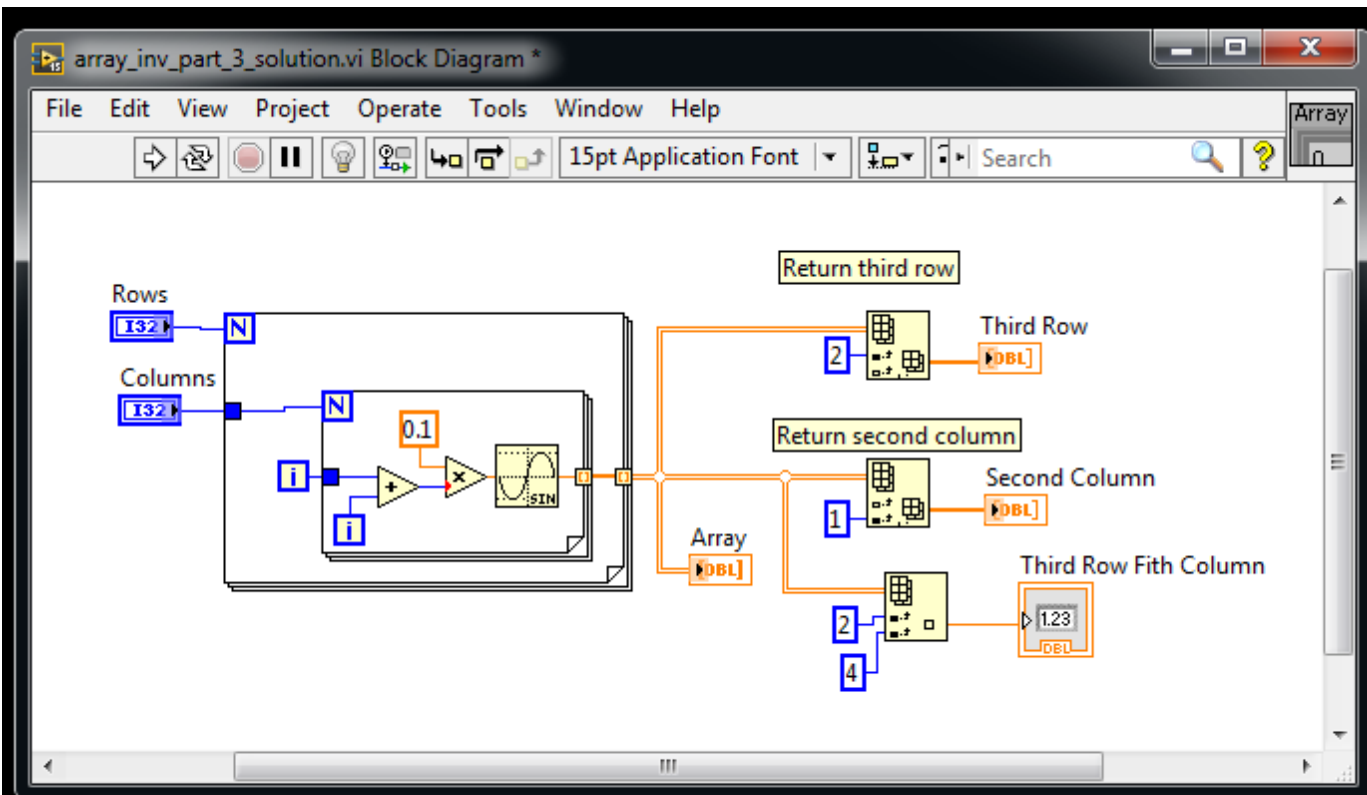 array_inv_part_3_solution.vi Block Diagram *
File Edit View Project Operate Tools Window Help
15pt Application Font
Search
Array
Return third row
Rows
I32
N
2
Third Row
DBL]
Columns
I32
N
0.1
Return second column
i
+
x
SIN
i
1
Second Column
[DBL]
Array
[DBL]
Third Row Fith Column
2
1.23
DBL
4